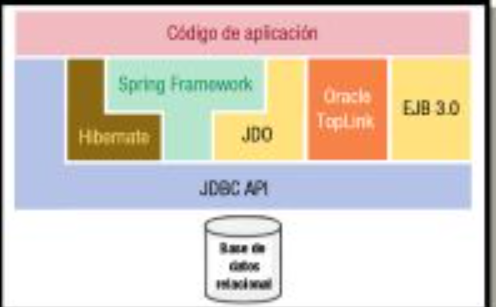 Código de aplicación
Spring Framework
Hibernate
JDO
Oracle
TopLink
EJB 3.0
JDBC API
Base de
datos
relacional